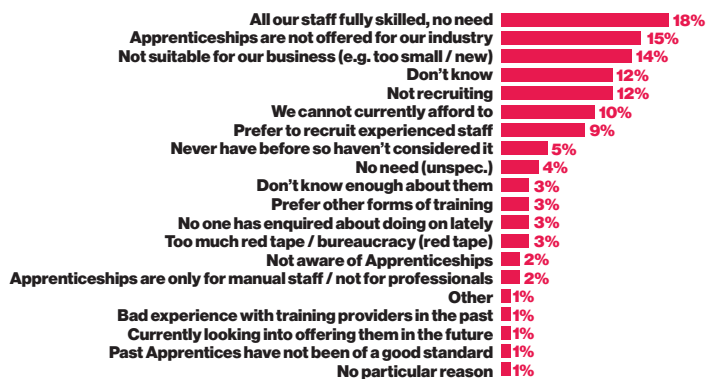 All our staff fully skilled, no need 18%
Apprenticeships are not offered for our industry 15%
Not suitable for our business (e.g. too small / new) 14%
Don't know 12%
Not recruiting 12%
We cannot currently afford to 10%
Prefer to recruit experienced staff 9%
Never have before so haven't considered it 5%
No need (unspec.) 4%
Don't know enough about them 3%
Prefer other forms of training 3%
No one has enquired about doing on lately 3%
Too much red tape / bureaucracy (red tape) 3%
Not aware of Apprenticeships 2%
Apprenticeships are only for manual staff / not for professionals 2%
Other 1%
Bad experience with training providers in the past 1%
Currently looking into offering them in the future 1%
Past Apprentices have not been of a good standard 1%
No particular reason 1%